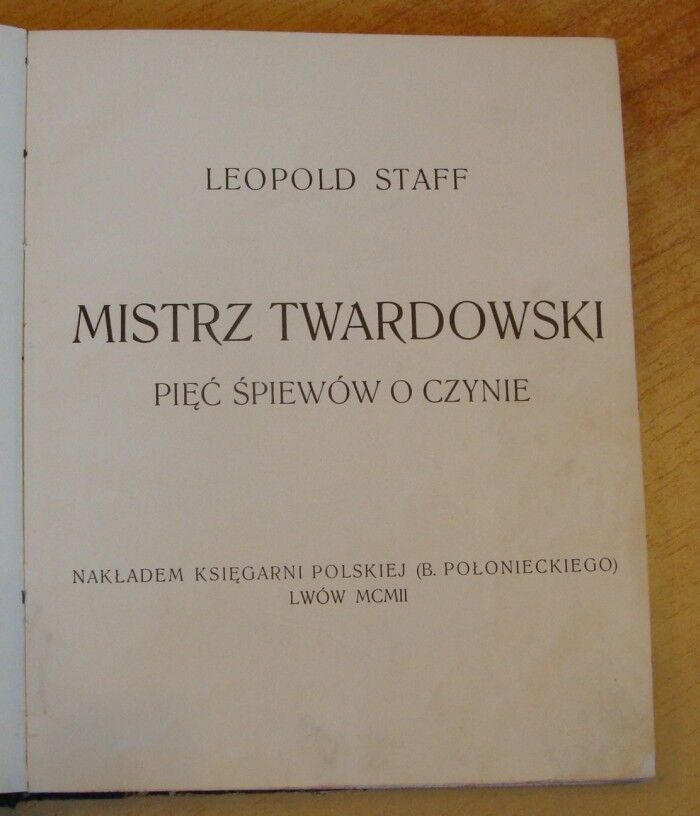 LEOPOLD STAFF
MISTRZ TWARDOWSKI
PIĘĆ ŚPIEWÓW O CZYNIE
NAKŁADEM KSIĘGARNI POLSKIEJ (B. POŁONIECKIEGO)
LWÓW MCMII